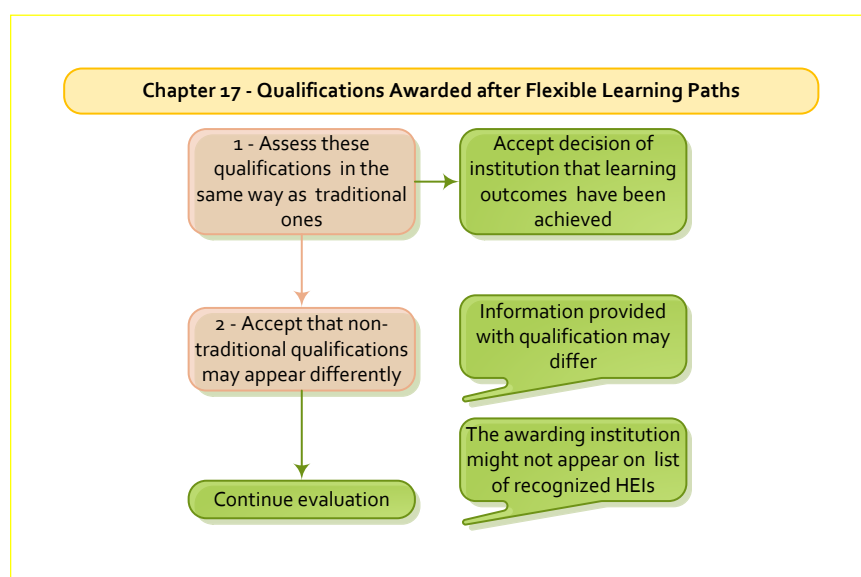 Chapter 17 - Qualifications Awarded after Flexible Learning Paths
1 - Assess these
qualifications in the
same way as traditional
ones
Accept decision of
institution that learning
outcomes have been
achieved
2 - Accept that non-
traditional qualifications
may appear differently
Information provided
with qualification may
differ
The awarding institution
might not appear on list
of recognized HEIs
Continue evaluation